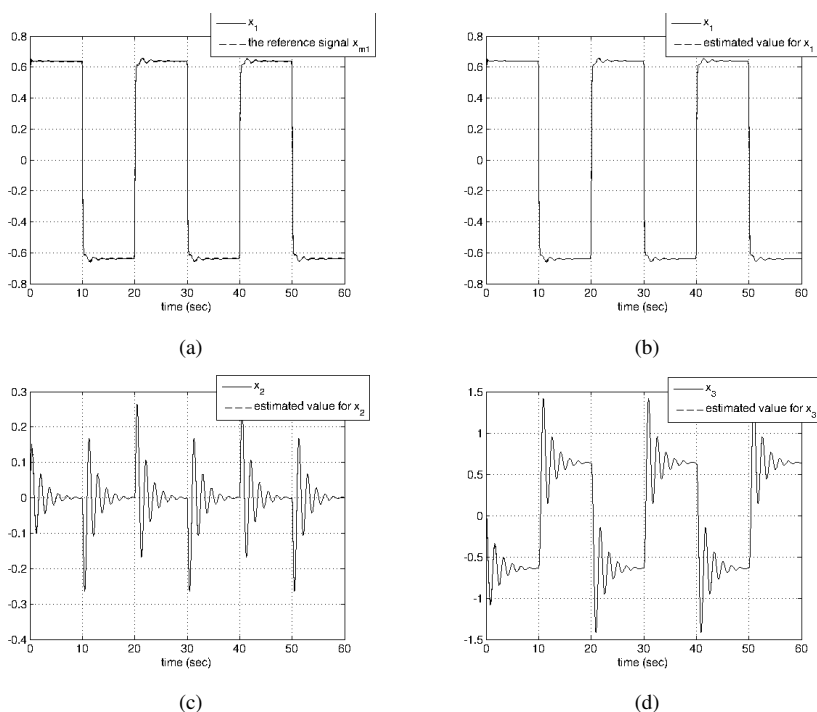 x1
the reference signal xm1
0.8
0.6
0.4
0.2
0
-0.2
-0.4
-0.6
-0.8
0 10 20 30 40 50 60
time (sec)
(a)
x1
estimated value for x1
0.8
0.6
0.4
0.2
0
-0.2
-0.4
-0.6
-0.8
0 10 20 30 40 50 60
time (sec)
(b)
x2
estimated value for x2
0.3
0.2
0.1
0
-0.1
-0.2
-0.3
-0.4
0 10 20 30 40 50 60
time (sec)
(c)
x3
estimated value for x3
1.5
1
0.5
0
-0.5
-1
-1.5
0 10 20 30 40 50 60
time (sec)
(d)